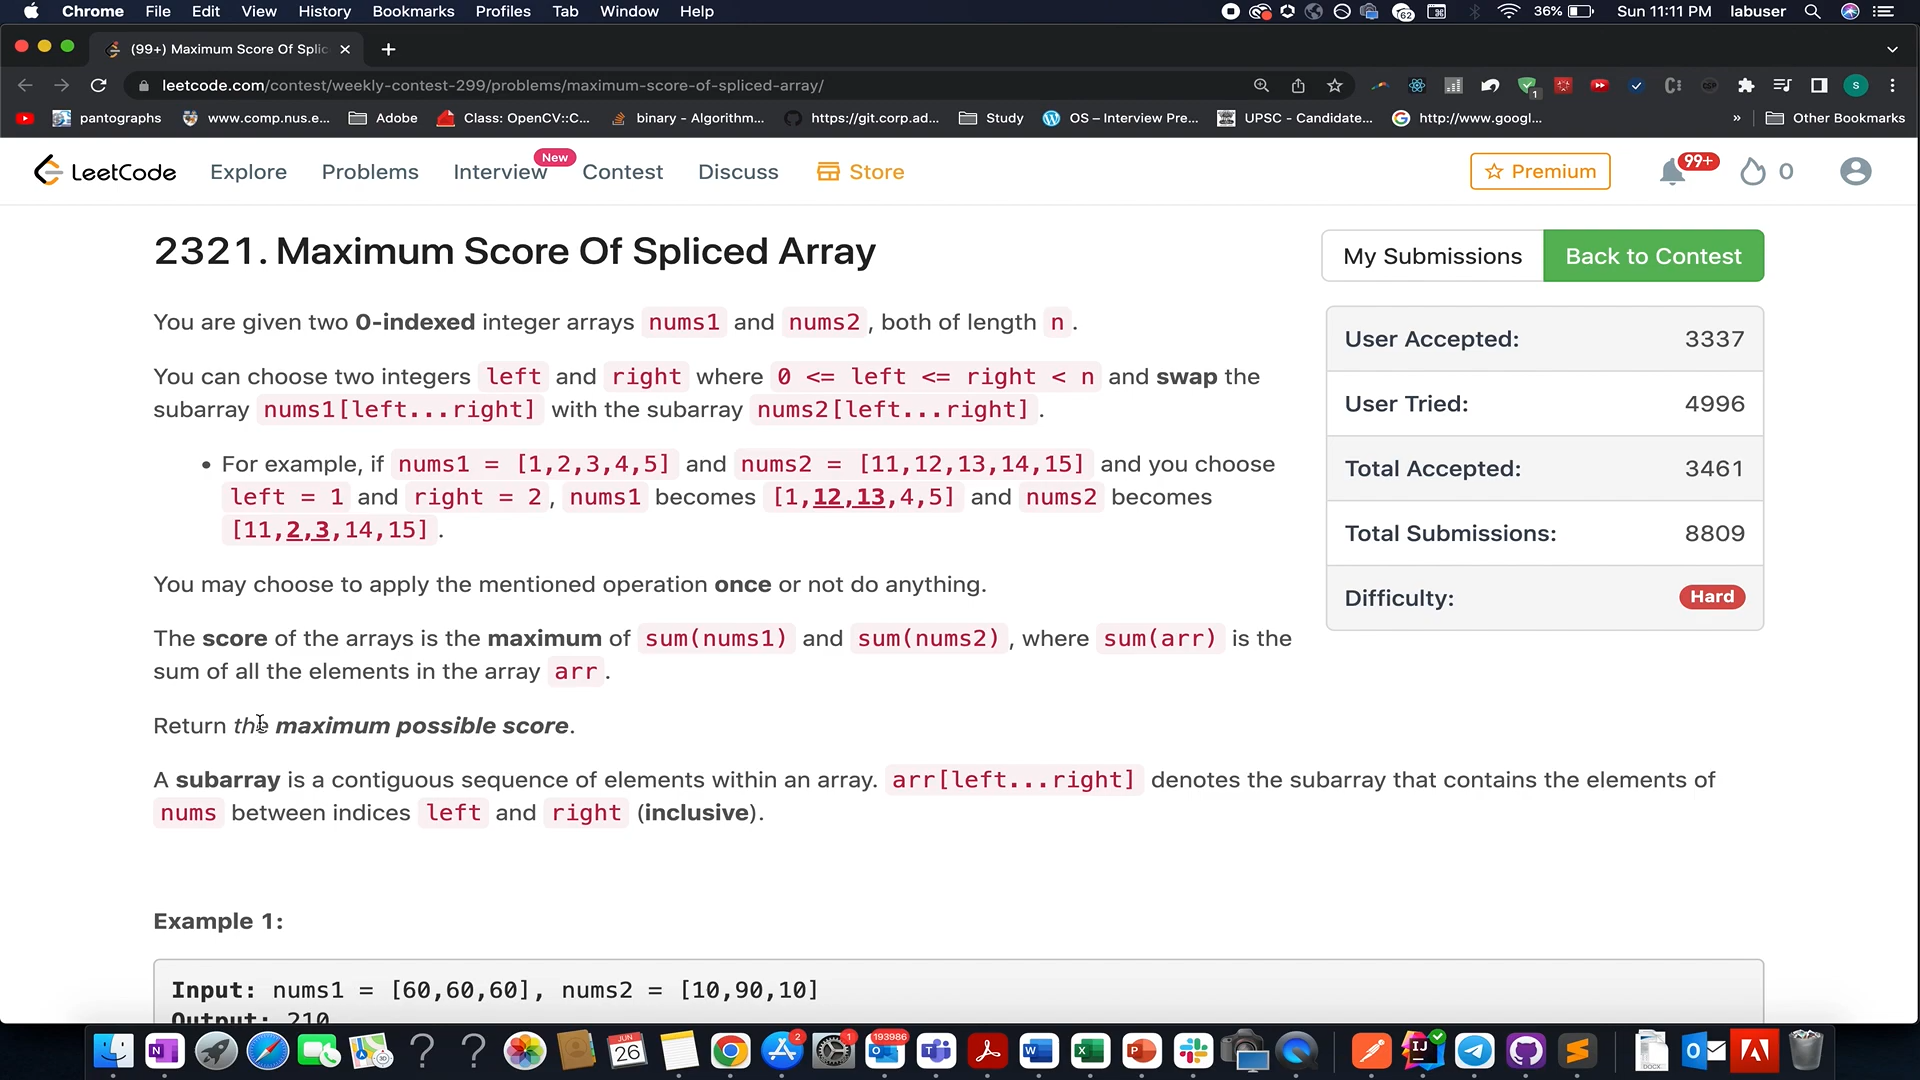 Chrome File Edit View History Bookmarks Profiles Tab Window Help 62 36% Sun 11:11 PM labuser
(99+) Maximum Score Of Splic
leetcode.com/contest/weekly-contest-299/problems/maximum-score-of-spliced-array/ 1 S
pantographs www.comp.nus.e... Adobe Class: OpenCV::C... binary - Algorithm... https://git.corp.ad... Study OS – Interview Pre... UPSC - Candidate... http://www.googl... » Other Bookmarks
LeetCode Explore Problems Interview New Contest Discuss Store Premium 99+ 0
2321. Maximum Score Of Spliced Array
My Submissions Back to Contest
You are given two 0-indexed integer arrays nums1 and nums2, both of length n.
You can choose two integers left and right where 0 <= left <= right < n and swap the
subarray nums1[left...right] with the subarray nums2[left...right].
• For example, if nums1 = [1,2,3,4,5] and nums2 = [11,12,13,14,15] and you choose
left = 1 and right = 2, nums1 becomes [1,12,13,4,5] and nums2 becomes
[11,2,3,14,15].
You may choose to apply the mentioned operation once or not do anything.
The score of the arrays is the maximum of sum(nums1) and sum(nums2), where sum(arr) is the
sum of all the elements in the array arr.
Return the maximum possible score.
A subarray is a contiguous sequence of elements within an array. arr[left...right] denotes the subarray that contains the elements of
nums between indices left and right (inclusive).
User Accepted: 3337
User Tried: 4996
Total Accepted: 3461
Total Submissions: 8809
Difficulty: Hard
Example 1:
Input: nums1 = [60,60,60], nums2 = [10,90,10]
Output: 210
JUN
26
2 1 193986